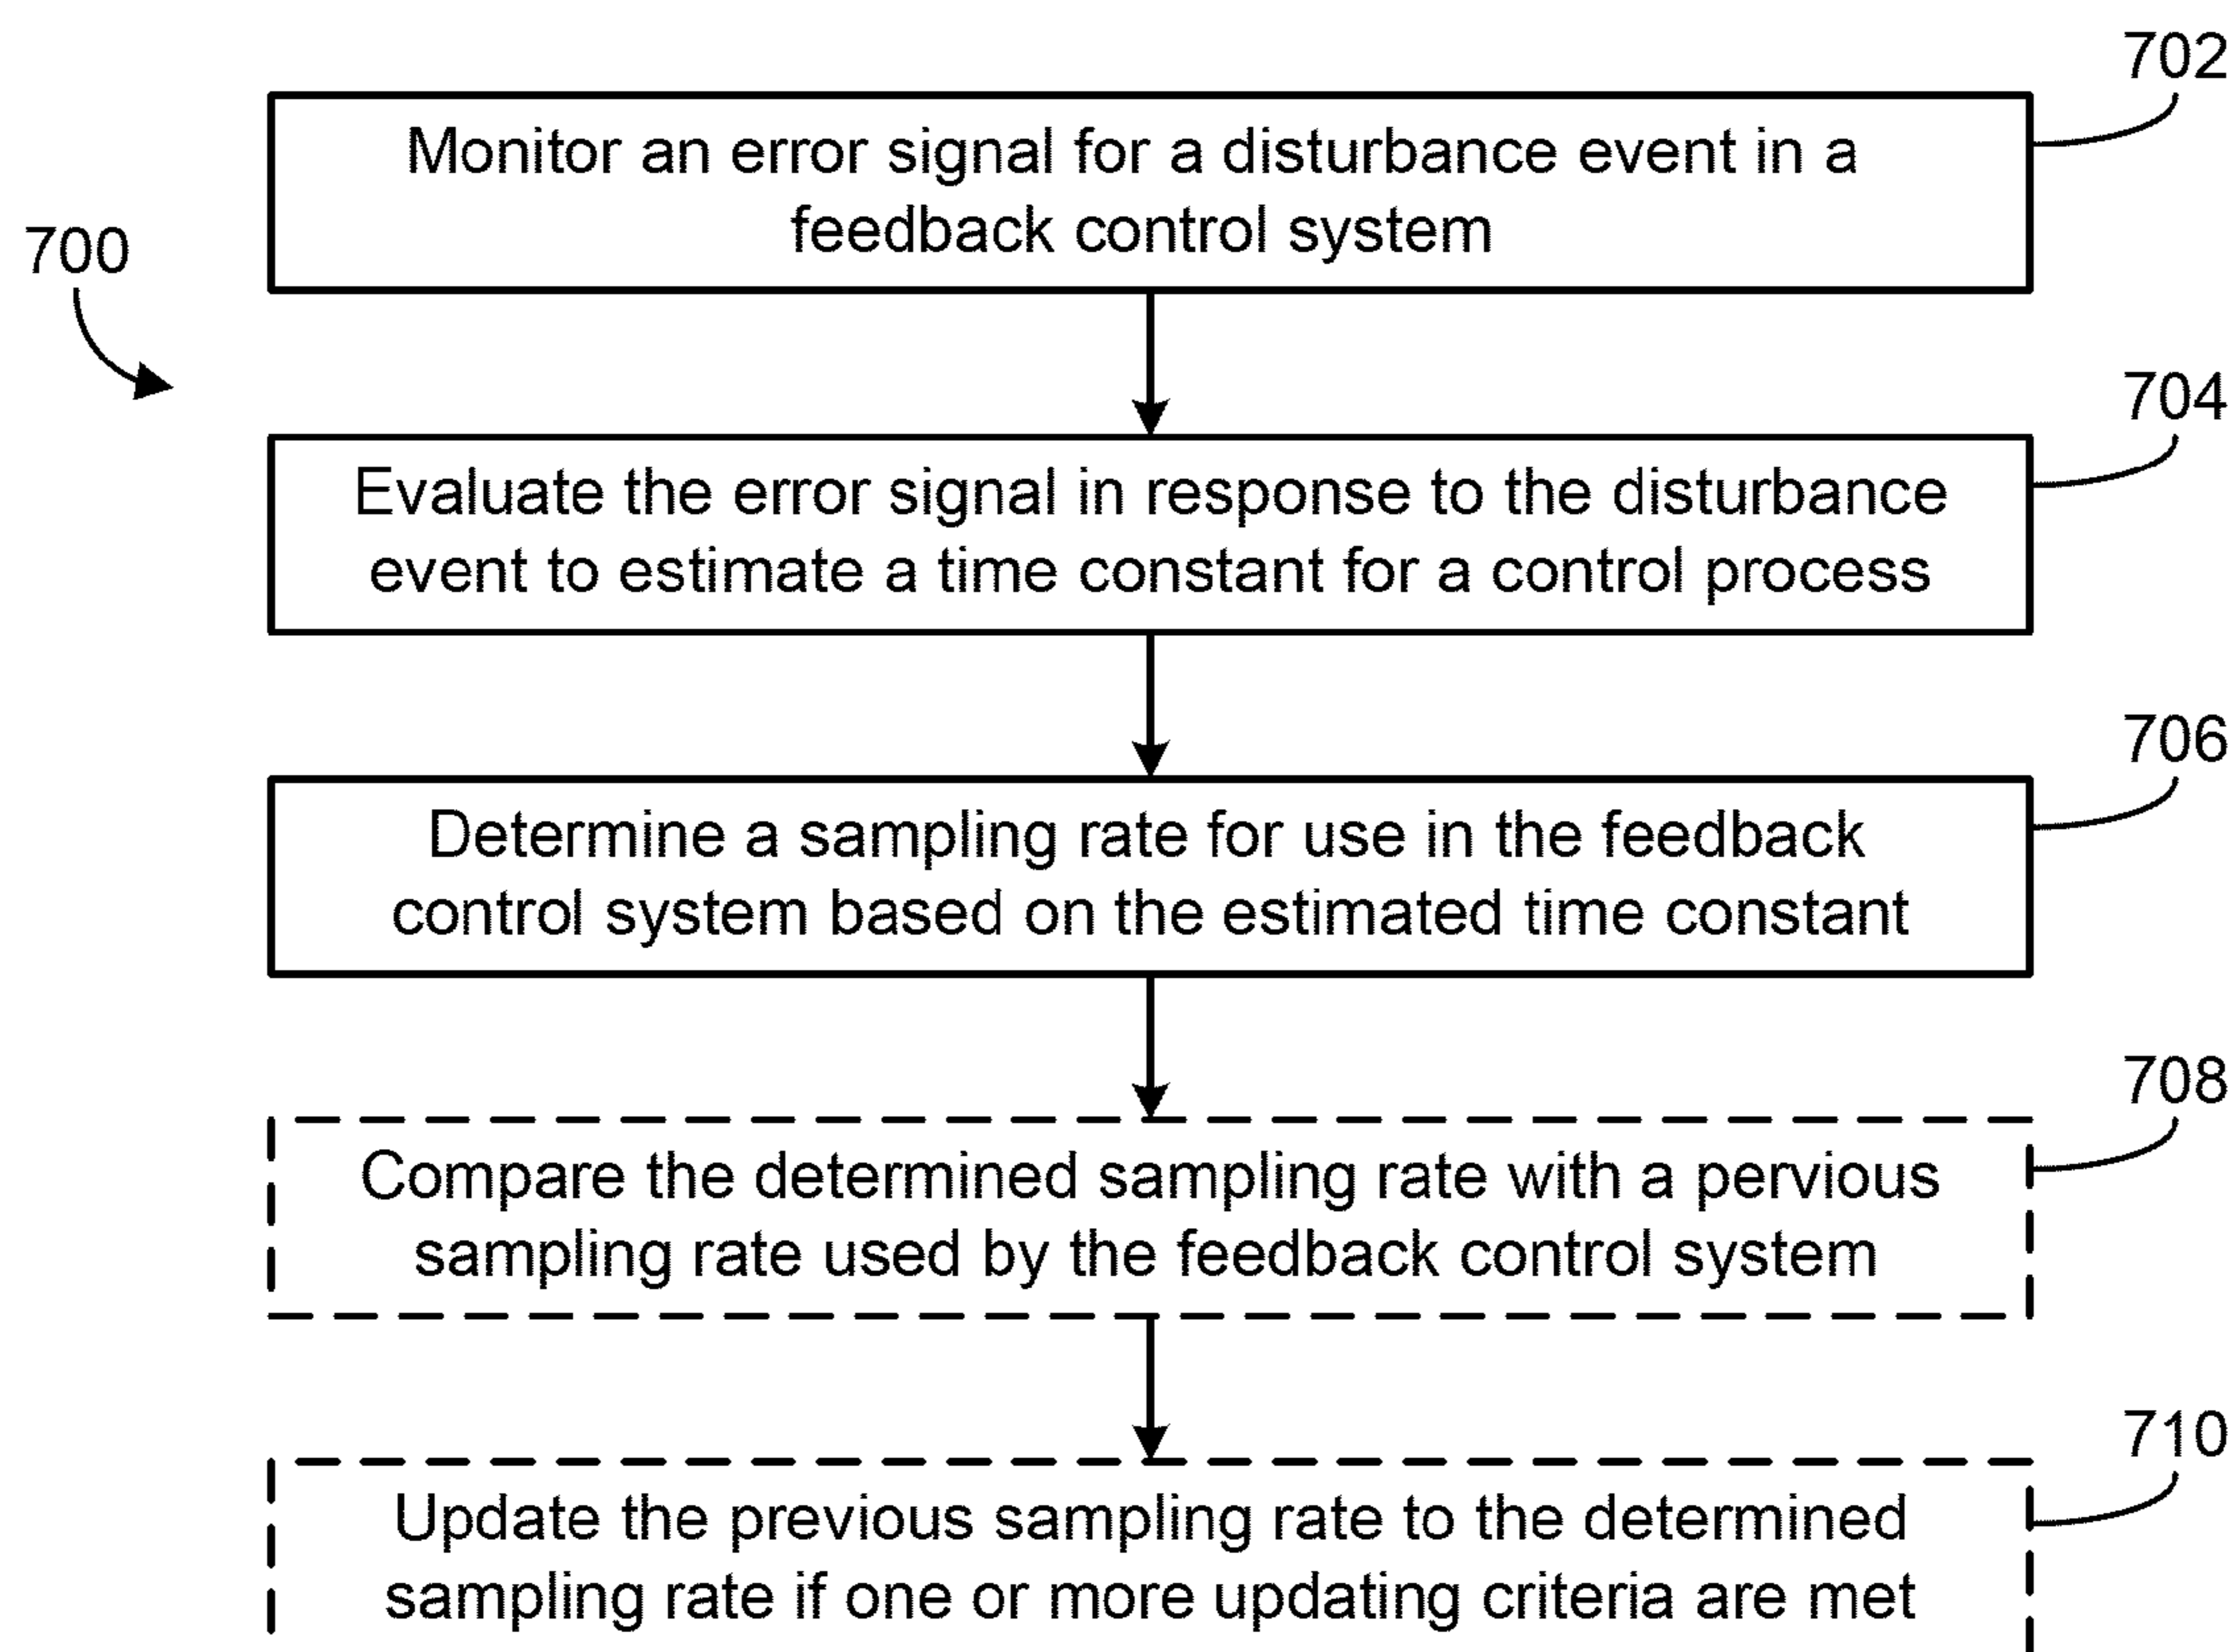 702
Monitor an error signal for a disturbance event in a
feedback control system
700
704
Evaluate the error signal in response to the disturbance
event to estimate a time constant for a control process
706
Determine a sampling rate for use in the feedback
control system based on the estimated time constant
708
Compare the determined sampling rate with a pervious
sampling rate used by the feedback control system
710
Update the previous sampling rate to the determined
sampling rate if one or more updating criteria are met